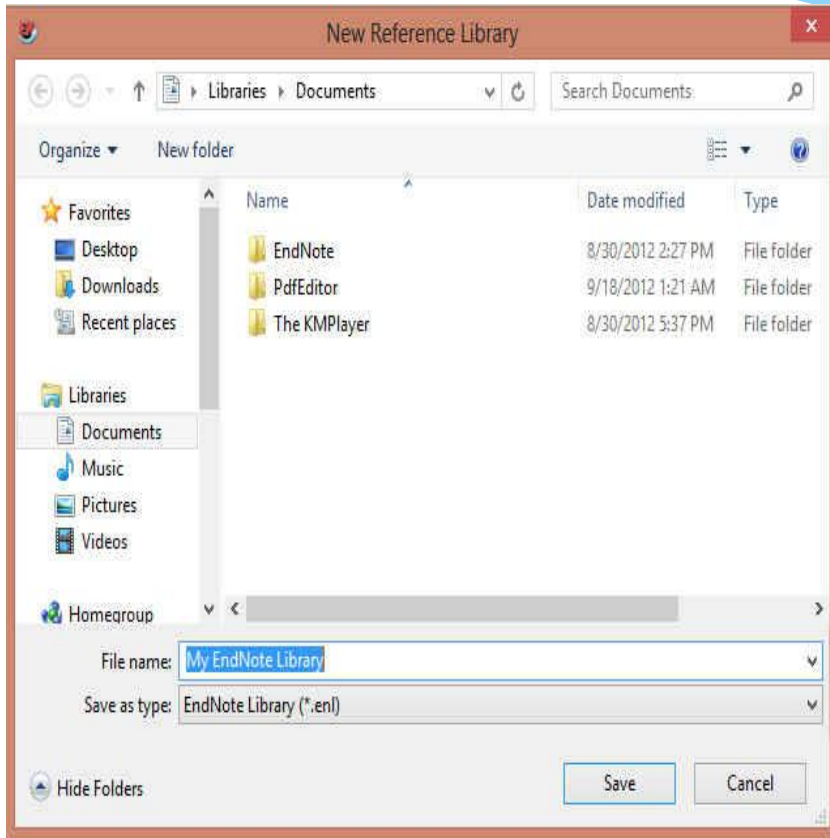 New Reference Library
x
Libraries Documents Search Documents
Organize New folder
Name Date modified Type
Favorites
Desktop
Downloads
Recent places
EndNote 8/30/2012 2:27 PM File folder
PdfEditor 9/18/2012 1:21 AM File folder
The KMPlayer 8/30/2012 5:37 PM File folder
Libraries
Documents
Music
Pictures
Videos
Homegroup
File name: My EndNote Library
Save as type: EndNote Library (*.enl)
Hide Folders Save Cancel